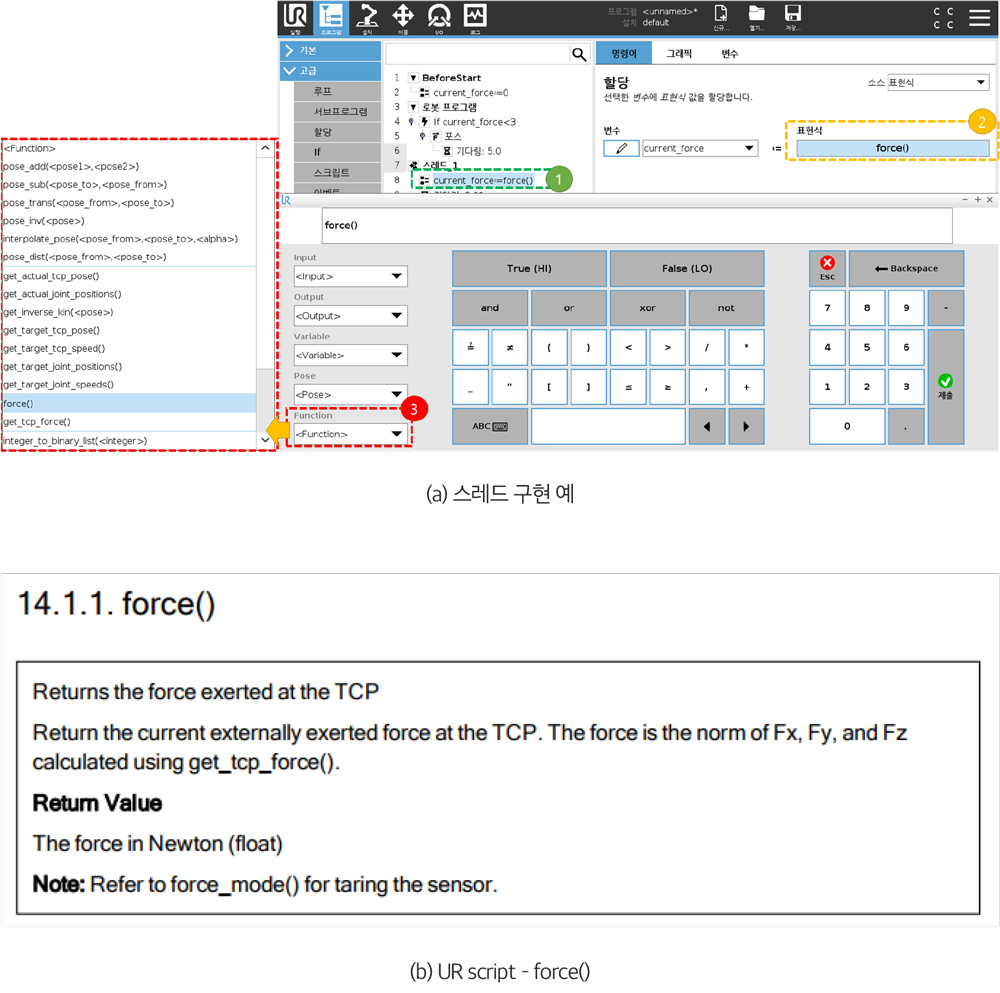 UR
실행
프로그램
설치
이동
I/O
로그
프로그램 <unnamed>*
설치 default
신규...
열기...
저장...
C C
C C
기본
고급
루프
서브프로그램
할당
If
스크립트
1 BeforeStart
2 current_force:=0
3 로봇 프로그램
4 If current_force<3
5 포스
6 기다림: 5.0
7 스레드_1
8 current_force:=force()
1
명령어
그래픽
변수
할당
소스 표현식
선택한 변수에 표현식 값을 할당합니다.
변수
current_force
:=
표현식
force()
2
<Function>
pose_add(<pose1>,<pose2>)
pose_sub(<pose_to>,<pose_from>)
pose_trans(<pose_from>,<pose_to>)
pose_inv(<pose>)
interpolate_pose(<pose_from>,<pose_to>,<alpha>)
pose_dist(<pose_from>,<pose_to>)
get_actual_tcp_pose()
get_actual_joint_positions()
get_inverse_kin(<pose>)
get_target_tcp_pose()
get_target_tcp_speed()
get_target_joint_positions()
get_target_joint_speeds()
force()
get_tcp_force()
integer_to_binary_list(<integer>)
UR
force()
Input
<Input>
Output
<Output>
Variable
<Variable>
Pose
<Pose>
Function
<Function>
3
True (HI)
False (LO)
and
or
xor
not
≟ ≠ ( ) < > / *
_ " [ ] ≤ ≥ , +
ABC
Esc
Backspace
7 8 9 -
4 5 6
1 2 3
제출
0 .
(a) 스레드 구현 예
14.1.1. force()
Returns the force exerted at the TCP
Return the current externally exerted force at the TCP. The force is the norm of Fx, Fy, and Fz
calculated using get_tcp_force().
Return Value
The force in Newton (float)
Note: Refer to force_mode() for taring the sensor.
(b) UR script - force()